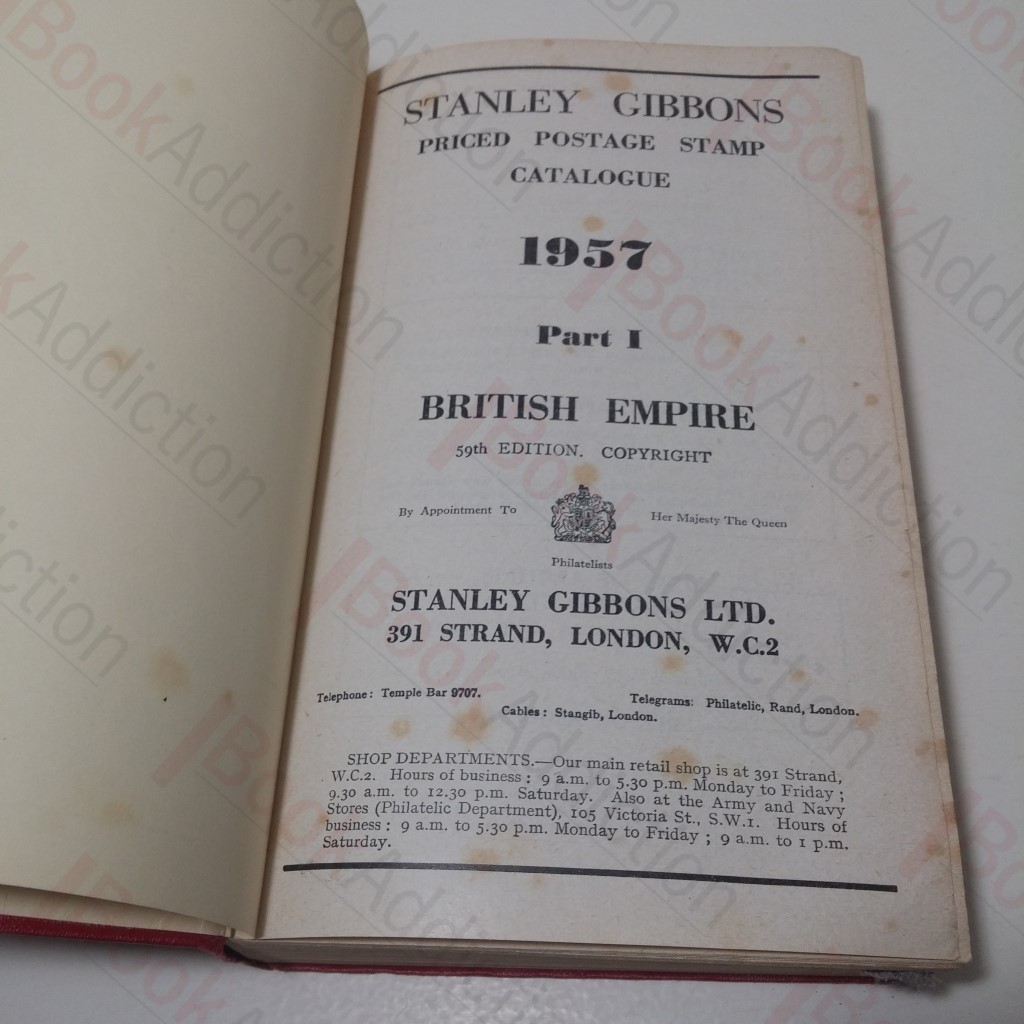 STANLEY GIBBONS
PRICED POSTAGE STAMP
CATALOGUE
1957
Part I
BRITISH EMPIRE
59th EDITION. COPYRIGHT
By Appointment To Her Majesty The Queen
Philatelists
STANLEY GIBBONS LTD.
391 STRAND, LONDON, W.C.2
Telephone: Temple Bar 9707. Telegrams: Philatelic, Rand, London.
Cables: Stangib, London.
SHOP DEPARTMENTS.—Our main retail shop is at 391 Strand,
W.C.2. Hours of business: 9 a.m. to 5.30 p.m. Monday to Friday;
9.30 a.m. to 12.30 p.m. Saturday. Also at the Army and Navy
Stores (Philatelic Department), 105 Victoria St., S.W.1. Hours of
business: 9 a.m. to 5.30 p.m. Monday to Friday; 9 a.m. to 1 p.m.
Saturday.
BookAddiction